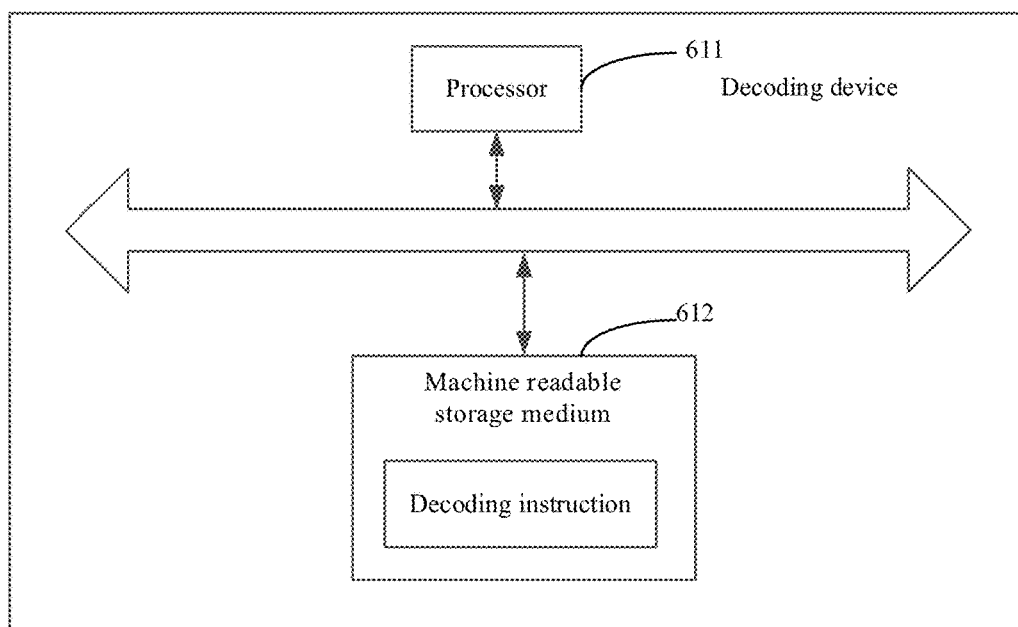 611
Processor
Decoding device
612
Machine readable
storage medium
Decoding instruction